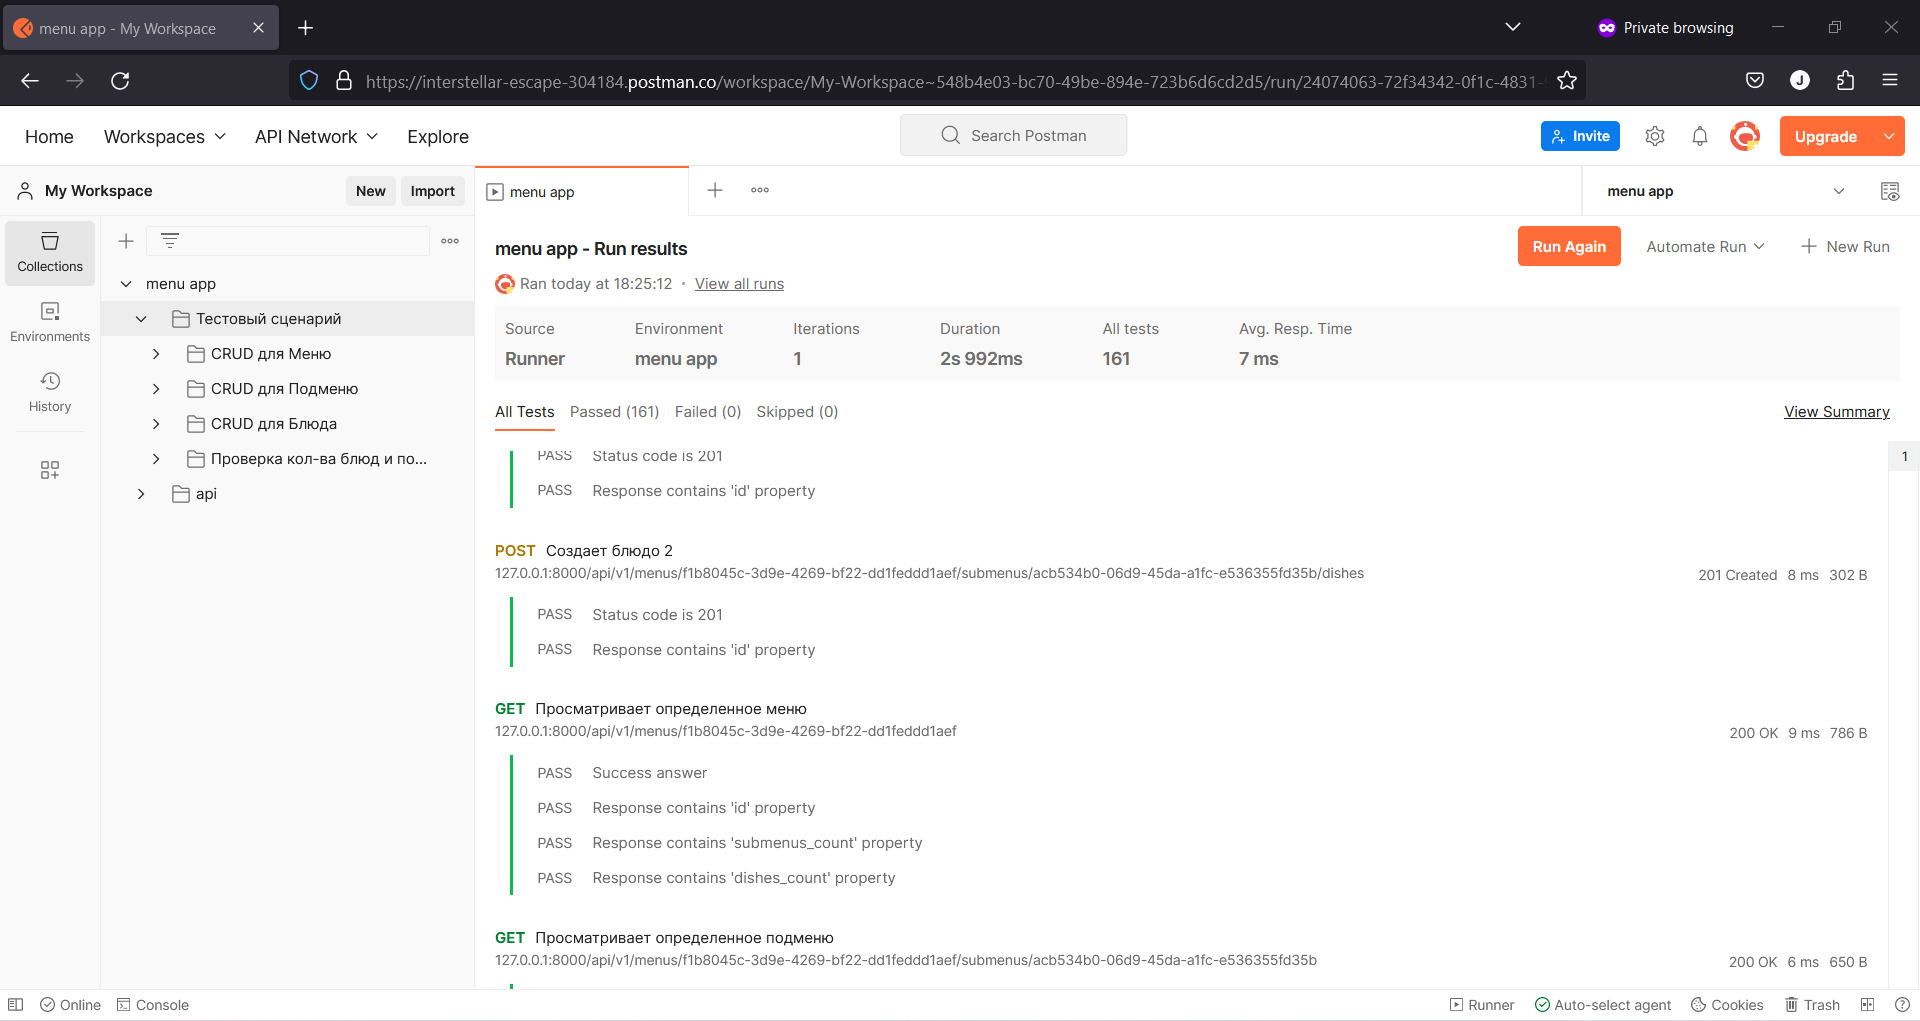 menu app - My Workspace
Private browsing
https://interstellar-escape-304184.postman.co/workspace/My-Workspace~548b4e03-bc70-49be-894e-723b6d6cd2d5/run/24074063-72f34342-0f1c-4831-
J
Home Workspaces API Network Explore
Search Postman
Invite
Upgrade
My Workspace
New Import
menu app
menu app
Collections
Environments
History
menu app
Тестовый сценарий
CRUD для Меню
CRUD для Подменю
CRUD для Блюда
Проверка кол-ва блюд и по...
api
menu app - Run results
Run Again Automate Run New Run
Ran today at 18:25:12 · View all runs
Source Environment Iterations Duration All tests Avg. Resp. Time
Runner menu app 1 2s 992ms 161 7 ms
All Tests Passed (161) Failed (0) Skipped (0) View Summary
1
PASS Status code is 201
PASS Response contains 'id' property
POST Создает блюдо 2
127.0.0.1:8000/api/v1/menus/f1b8045c-3d9e-4269-bf22-dd1feddd1aef/submenus/acb534b0-06d9-45da-a1fc-e536355fd35b/dishes
201 Created 8 ms 302 B
PASS Status code is 201
PASS Response contains 'id' property
GET Просматривает определенное меню
127.0.0.1:8000/api/v1/menus/f1b8045c-3d9e-4269-bf22-dd1feddd1aef
200 OK 9 ms 786 B
PASS Success answer
PASS Response contains 'id' property
PASS Response contains 'submenus_count' property
PASS Response contains 'dishes_count' property
GET Просматривает определенное подменю
127.0.0.1:8000/api/v1/menus/f1b8045c-3d9e-4269-bf22-dd1feddd1aef/submenus/acb534b0-06d9-45da-a1fc-e536355fd35b
200 OK 6 ms 650 B
Online Console
Runner Auto-select agent Cookies Trash